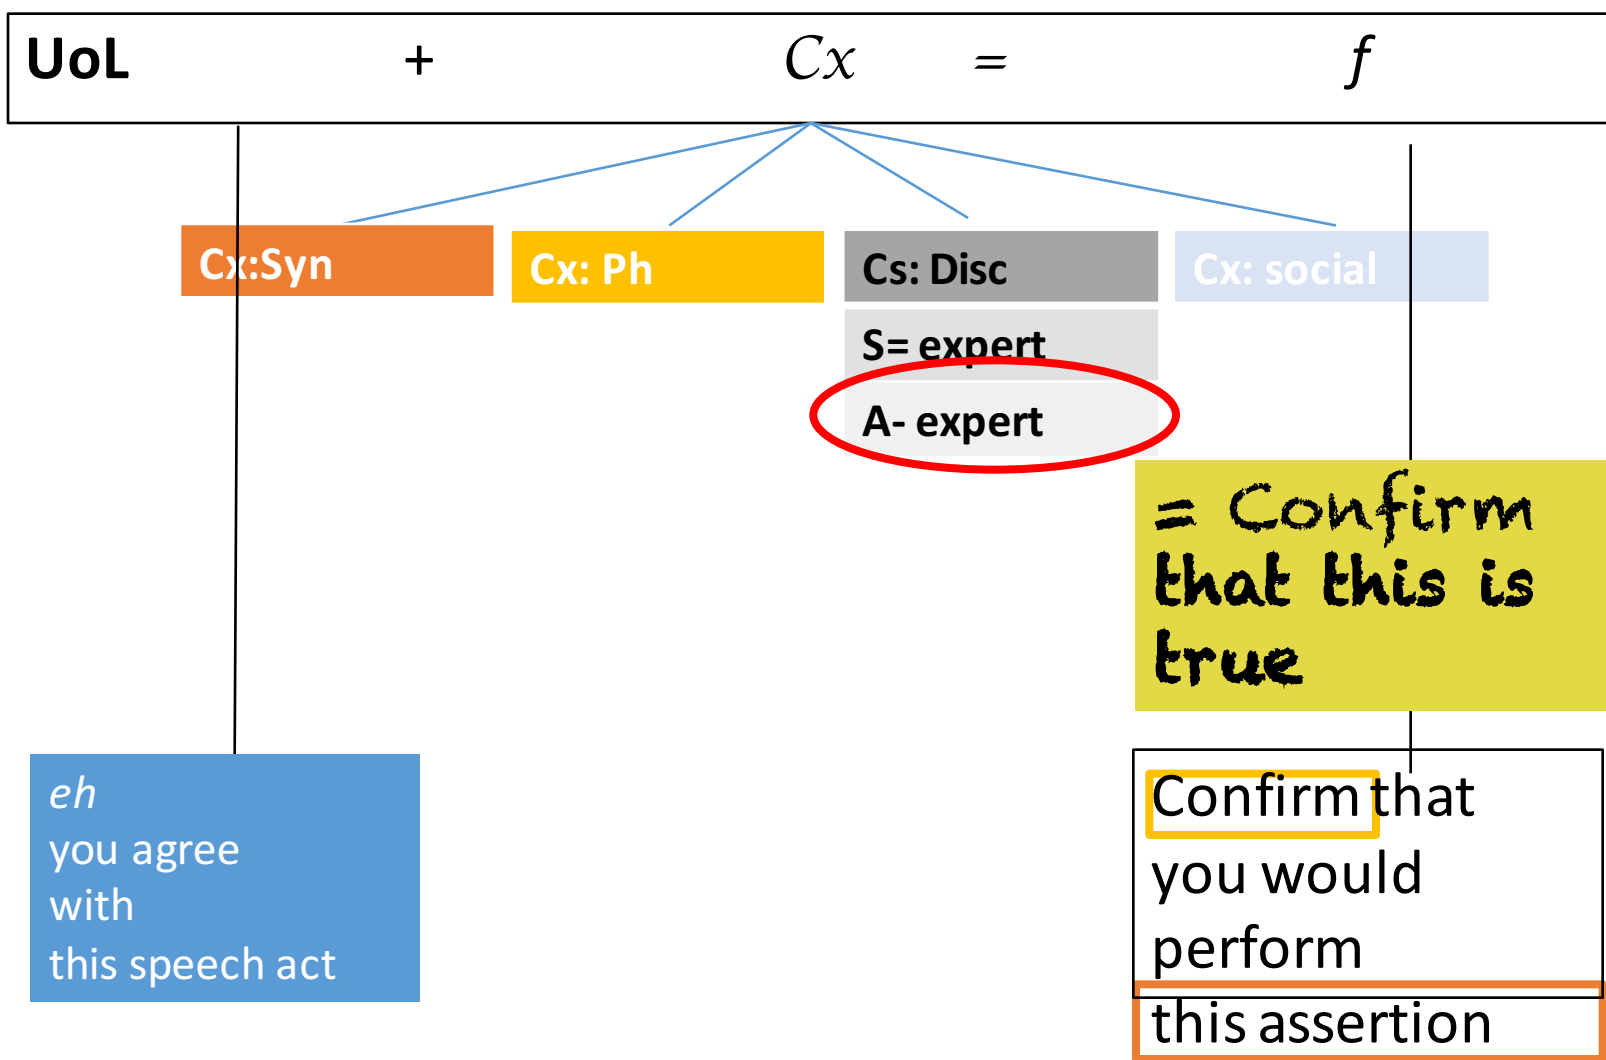 UoL + Cx = f
Cx:Syn
Cx: Ph
Cs: Disc
Cx: social
S= expert
A- expert
= Confirm
that this is
true
eh
you agree
with
this speech act
Confirm that
you would
perform
this assertion